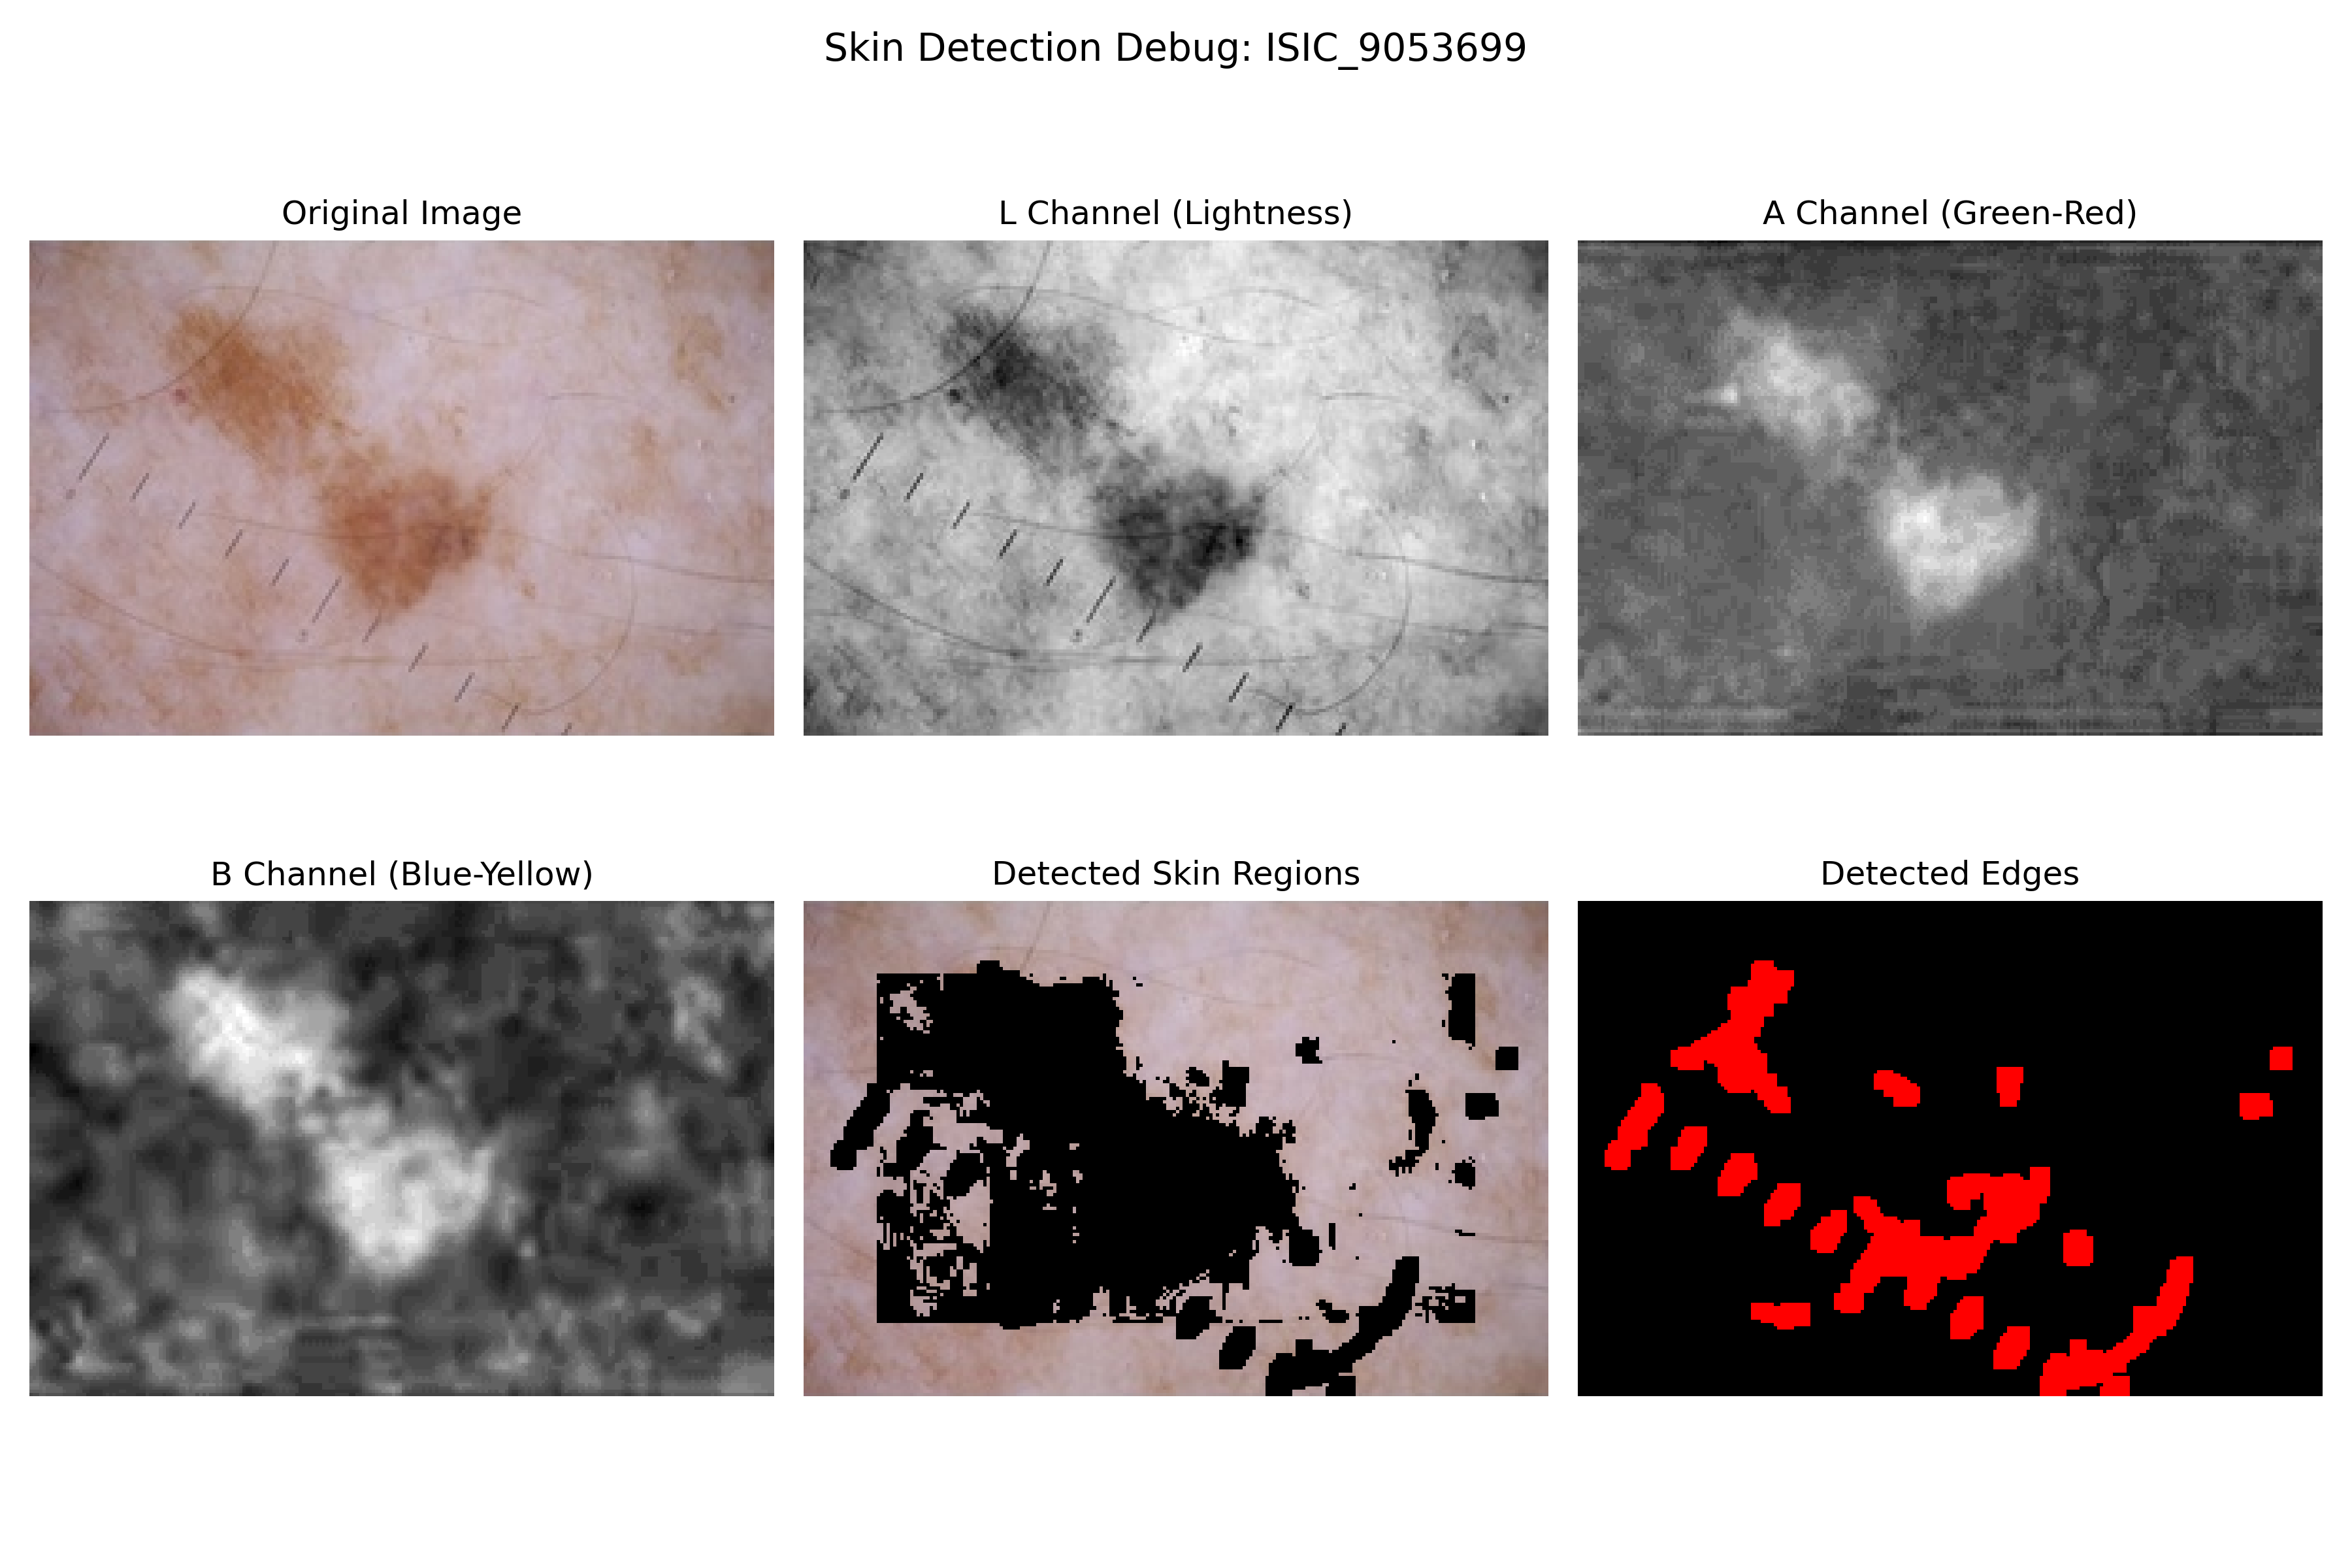 Skin Detection Debug: ISIC_9053699
Original Image
L Channel (Lightness)
A Channel (Green-Red)
B Channel (Blue-Yellow)
Detected Skin Regions
Detected Edges